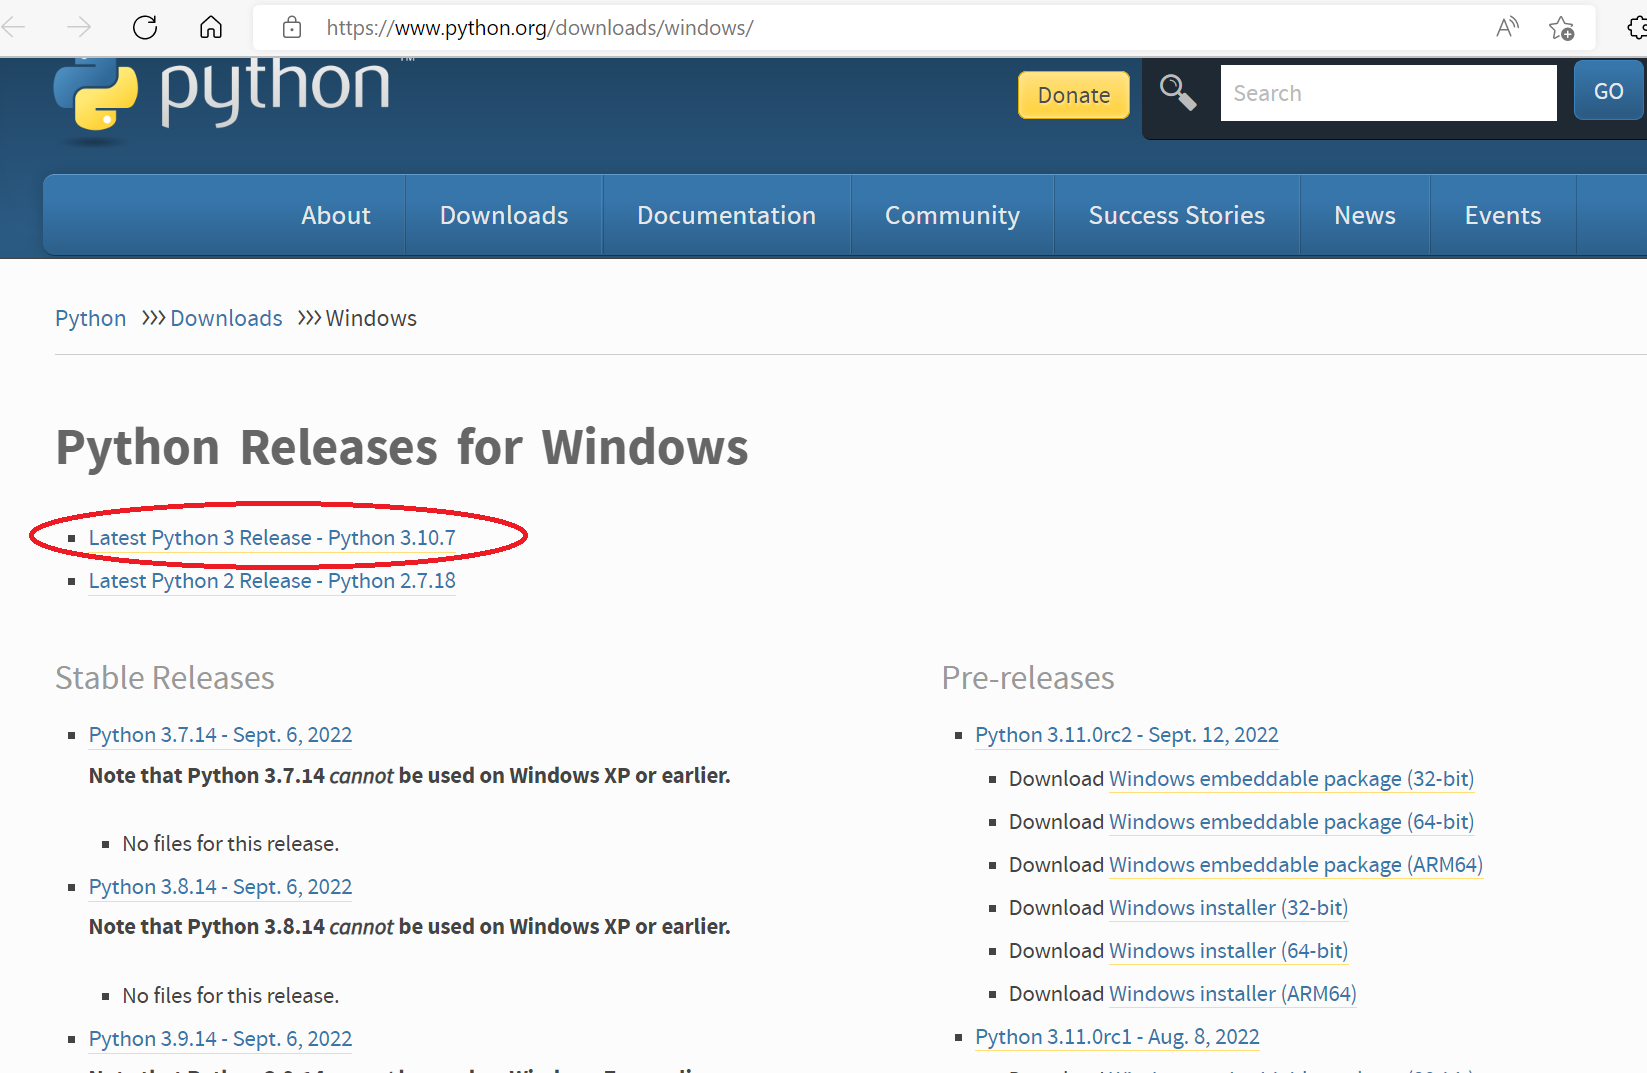 https://www.python.org/downloads/windows/
python™
Donate
Search
GO
About Downloads Documentation Community Success Stories News Events
Python >>> Downloads >>> Windows
Python Releases for Windows
Latest Python 3 Release - Python 3.10.7
Latest Python 2 Release - Python 2.7.18
Stable Releases
Python 3.7.14 - Sept. 6, 2022
Note that Python 3.7.14 cannot be used on Windows XP or earlier.
No files for this release.
Python 3.8.14 - Sept. 6, 2022
Note that Python 3.8.14 cannot be used on Windows XP or earlier.
No files for this release.
Python 3.9.14 - Sept. 6, 2022
Pre-releases
Python 3.11.0rc2 - Sept. 12, 2022
Download Windows embeddable package (32-bit)
Download Windows embeddable package (64-bit)
Download Windows embeddable package (ARM64)
Download Windows installer (32-bit)
Download Windows installer (64-bit)
Download Windows installer (ARM64)
Python 3.11.0rc1 - Aug. 8, 2022